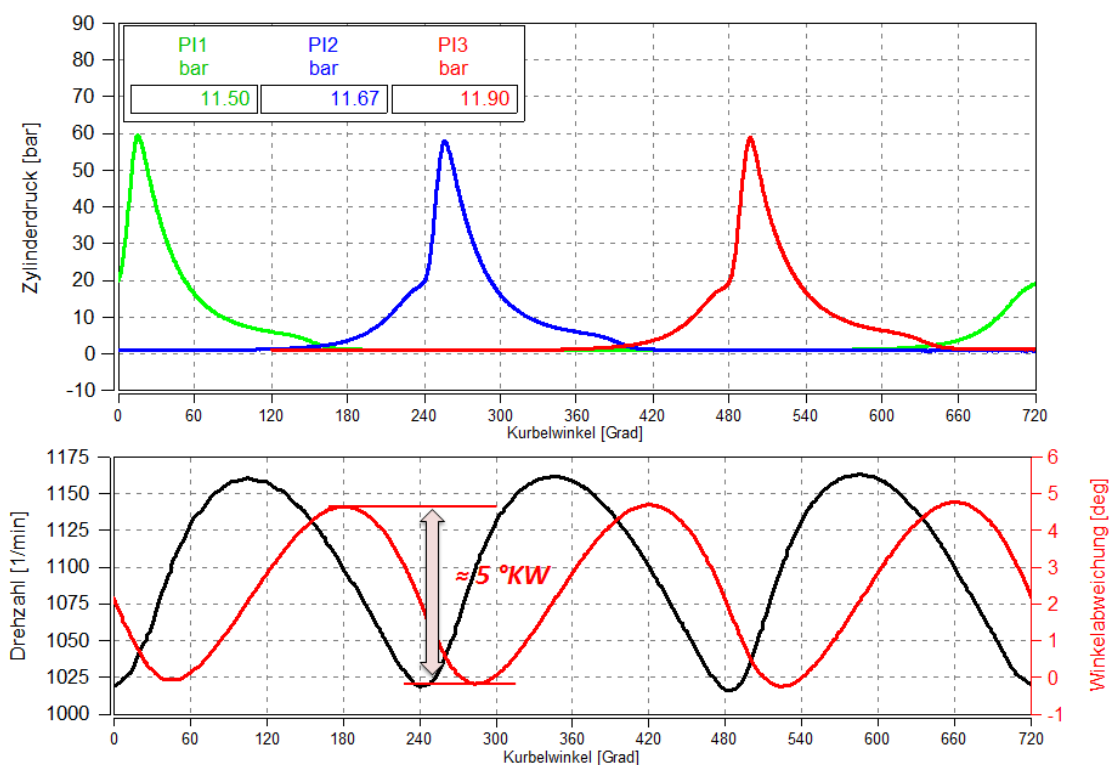 90
80
70
60
50
40
30
20
10
0
-10
Zylinderdruck [bar]
PI1 PI2 PI3
bar bar bar
11.50 11.67 11.90
0 60 120 180 240 300 360 420 480 540 600 660 720
Kurbelwinkel [Grad]
1175
1150
1125
1100
1075
1050
1025
1000
Drehzahl [1/min]
≈ 5 °KW
6
5
4
3
2
1
0
-1
Winkelabweichung [deg]
0 60 120 180 240 300 360 420 480 540 600 660 720
Kurbelwinkel [Grad]